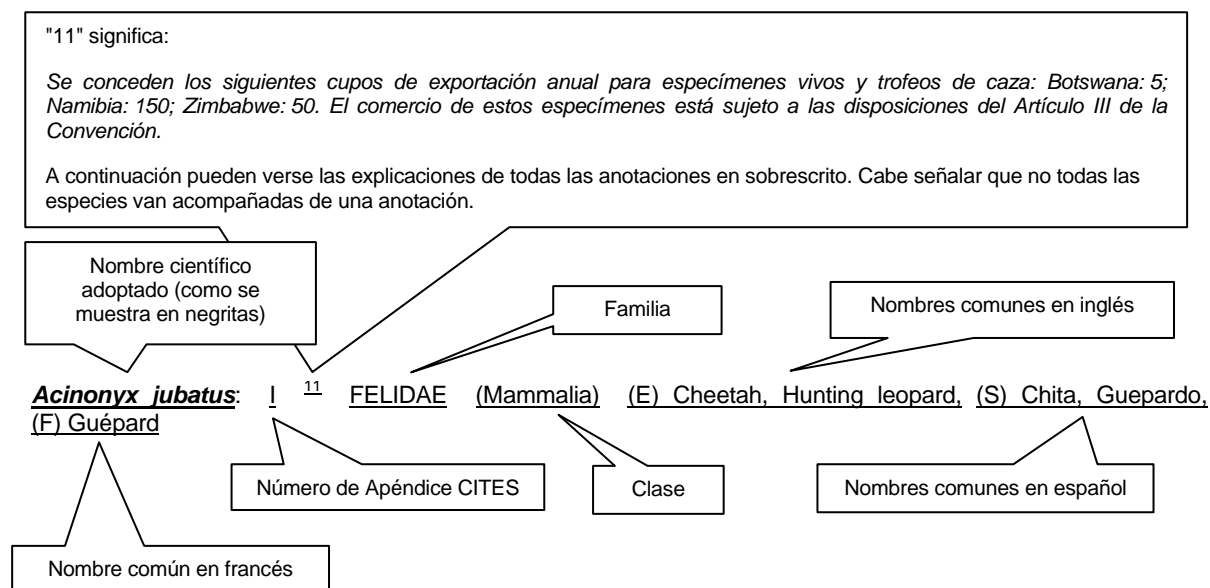 "11" significa:
Se conceden los siguientes cupos de exportación anual para especímenes vivos y trofeos de caza: Botswana: 5;
Namibia: 150; Zimbabwe: 50. El comercio de estos especímenes está sujeto a las disposiciones del Artículo III de la
Convención.
A continuación pueden verse las explicaciones de todas las anotaciones en sobrescrito. Cabe señalar que no todas las
especies van acompañadas de una anotación.
Nombre científico
adoptado (como se
muestra en negritas)
Familia
Nombres comunes en inglés
Acinonyx jubatus: I 11 FELIDAE (Mammalia) (E) Cheetah, Hunting leopard, (S) Chita, Guepardo,
(F) Guépard
Número de Apéndice CITES
Clase
Nombres comunes en español
Nombre común en francés